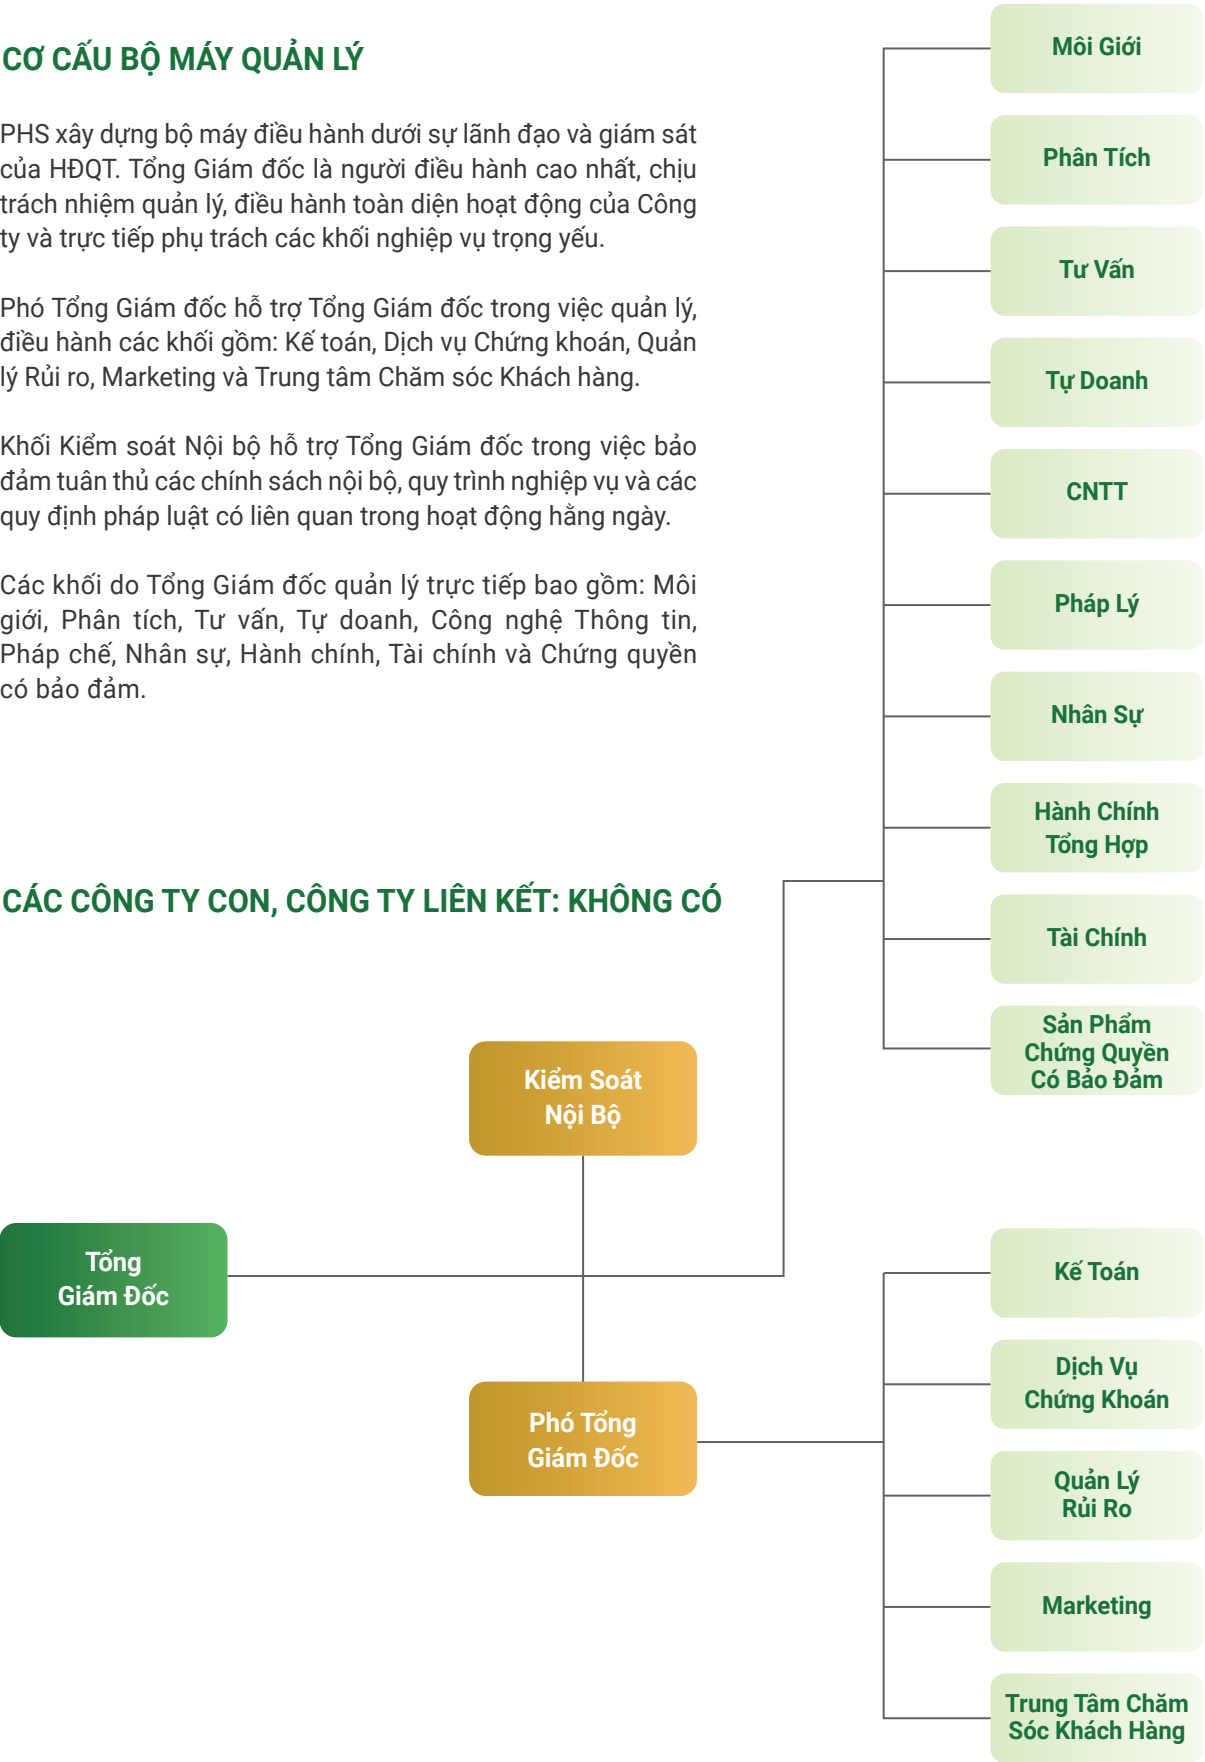 CƠ CẤU BỘ MÁY QUẢN LÝ
PHS xây dựng bộ máy điều hành dưới sự lãnh đạo và giám sát
của HĐQT. Tổng Giám đốc là người điều hành cao nhất, chịu
trách nhiệm quản lý, điều hành toàn diện hoạt động của Công
ty và trực tiếp phụ trách các khối nghiệp vụ trọng yếu.
Phó Tổng Giám đốc hỗ trợ Tổng Giám đốc trong việc quản lý,
điều hành các khối gồm: Kế toán, Dịch vụ Chứng khoán, Quản
lý Rủi ro, Marketing và Trung tâm Chăm sóc Khách hàng.
Khối Kiểm soát Nội bộ hỗ trợ Tổng Giám đốc trong việc bảo
đảm tuân thủ các chính sách nội bộ, quy trình nghiệp vụ và các
quy định pháp luật có liên quan trong hoạt động hằng ngày.
Các khối do Tổng Giám đốc quản lý trực tiếp bao gồm: Môi
giới, Phân tích, Tư vấn, Tự doanh, Công nghệ Thông tin,
Pháp chế, Nhân sự, Hành chính, Tài chính và Chứng quyền
có bảo đảm.
CÁC CÔNG TY CON, CÔNG TY LIÊN KẾT: KHÔNG CÓ
Tổng
Giám Đốc
Kiểm Soát
Nội Bộ
Phó Tổng
Giám Đốc
Môi Giới
Phân Tích
Tư Vấn
Tự Doanh
CNTT
Pháp Lý
Nhân Sự
Hành Chính
Tổng Hợp
Tài Chính
Sản Phẩm
Chứng Quyền
Có Bảo Đảm
Kế Toán
Dịch Vụ
Chứng Khoán
Quản Lý
Rủi Ro
Marketing
Trung Tâm Chăm
Sóc Khách Hàng